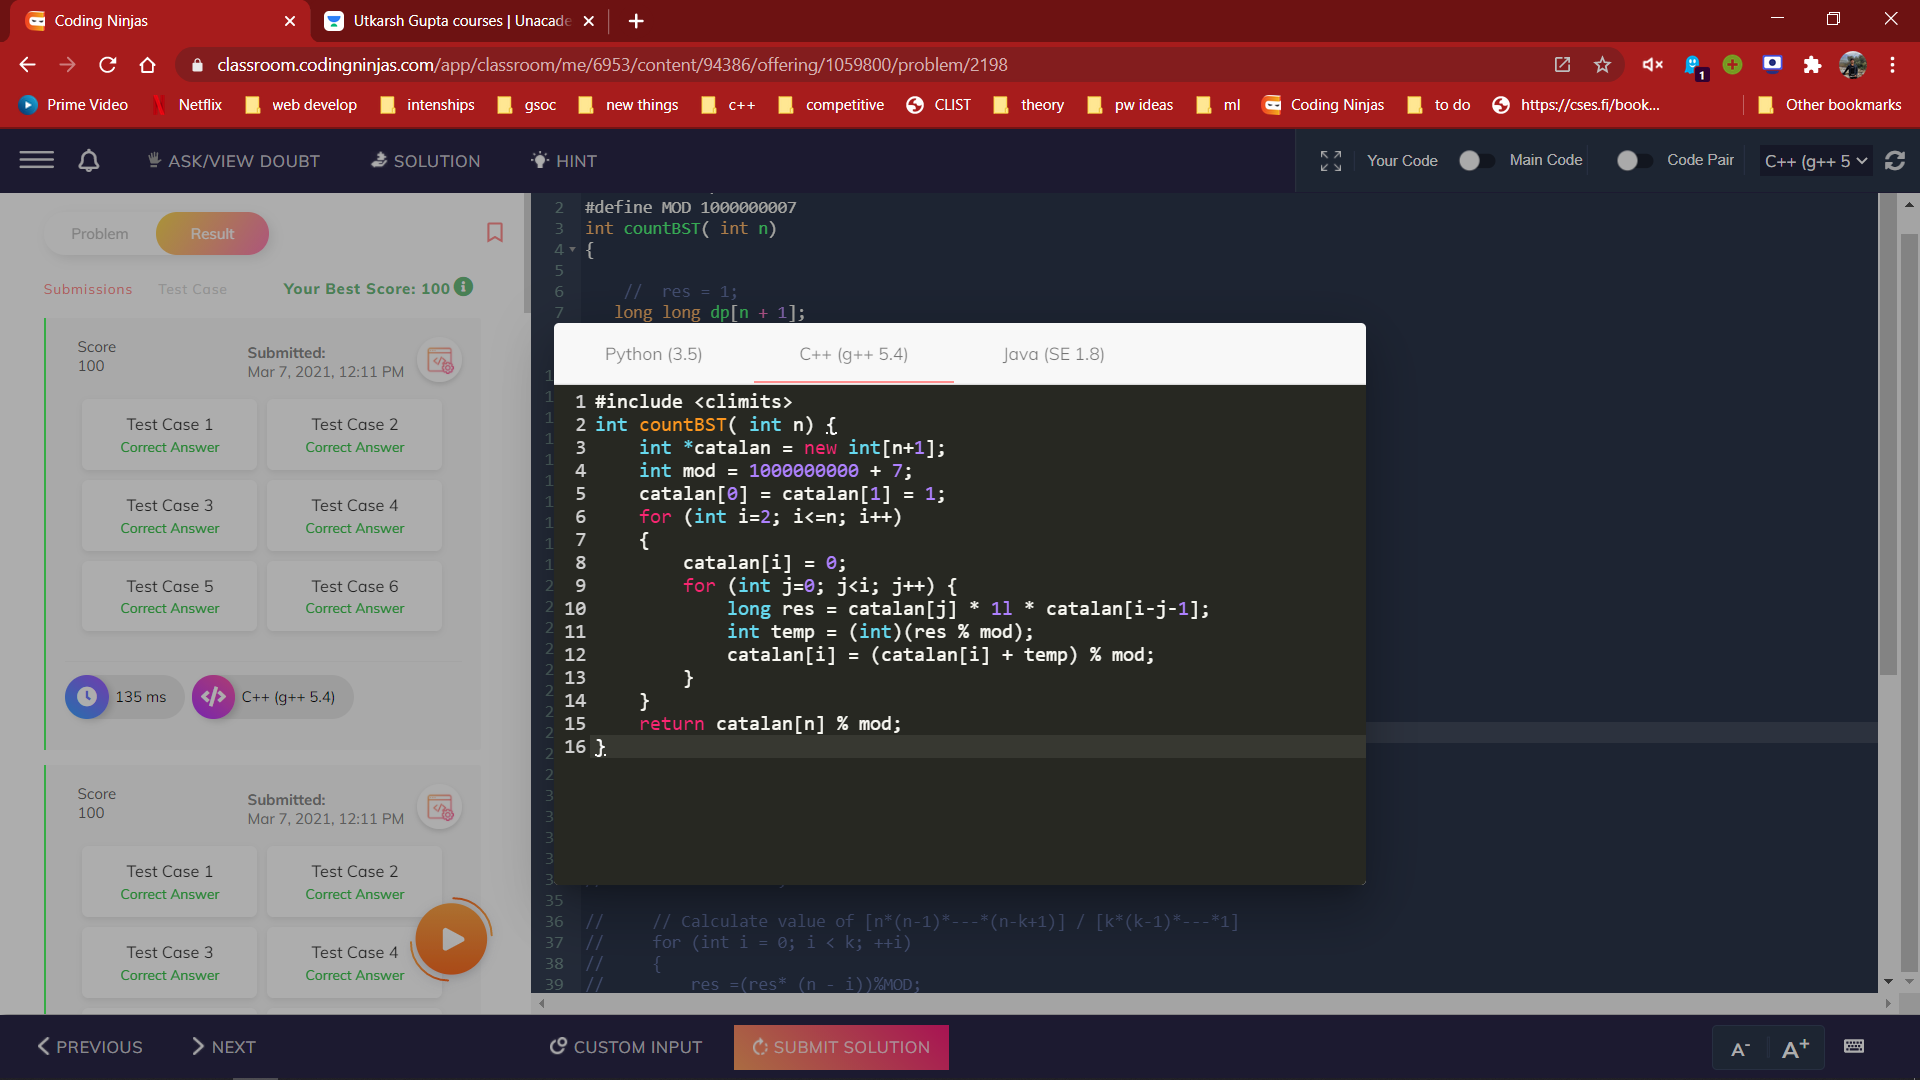 Coding Ninjas
Utkarsh Gupta courses | Unacade
classroom.codingninjas.com/app/classroom/me/6953/content/94386/offering/1059800/problem/2198
1
Prime Video
Netflix
web develop
intenships
gsoc
new things
c++
competitive
CLIST
theory
pw ideas
ml
Coding Ninjas
to do
https://cses.fi/book...
Other bookmarks
ASK/VIEW DOUBT
SOLUTION
HINT
Your Code
Main Code
Code Pair
C++ (g++ 5
Problem
Result
Submissions
Test Case
Your Best Score: 100
Score
100
Submitted:
Mar 7, 2021, 12:11 PM
Test Case 1
Correct Answer
Test Case 2
Correct Answer
Test Case 3
Correct Answer
Test Case 4
Correct Answer
Test Case 5
Correct Answer
Test Case 6
Correct Answer
135 ms
C++ (g++ 5.4)
Score
100
Submitted:
Mar 7, 2021, 12:11 PM
Test Case 1
Correct Answer
Test Case 2
Correct Answer
Test Case 3
Correct Answer
Test Case 4
Correct Answer
2 #define MOD 1000000007
3 int countBST( int n)
4 {
5
6 // res = 1;
7 long long dp[n + 1];
Python (3.5)
C++ (g++ 5.4)
Java (SE 1.8)
1 #include <climits>
2 int countBST( int n) {
3 int *catalan = new int[n+1];
4 int mod = 1000000000 + 7;
5 catalan[0] = catalan[1] = 1;
6 for (int i=2; i<=n; i++)
7 {
8 catalan[i] = 0;
9 for (int j=0; j<i; j++) {
10 long res = catalan[j] * 1l * catalan[i-j-1];
11 int temp = (int)(res % mod);
12 catalan[i] = (catalan[i] + temp) % mod;
13 }
14 }
15 return catalan[n] % mod;
16 }
35
36 // // Calculate value of [n*(n-1)*---*(n-k+1)] / [k*(k-1)*---*1]
37 // for (int i = 0; i < k; ++i)
38 // {
39 // res =(res* (n - i))%MOD;
PREVIOUS
NEXT
CUSTOM INPUT
SUBMIT SOLUTION
A-
A+